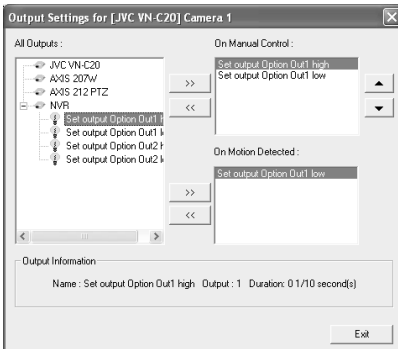 Output Settings for [JVC VN-C20] Camera 1
All Outputs :
JVC VN-C20
AXIS 207W
AXIS 212 PTZ
NVR
Set output Option Out1 h
Set output Option Out1 l
Set output Option Out2 h
Set output Option Out2 l
>>
<<
On Manual Control :
Set output Option Out1 high
Set output Option Out1 low
On Motion Detected :
Set output Option Out1 low
>>
<<
Output Information
Name : Set output Option Out1 high Output : 1 Duration: 0 1/10 second(s)
Exit